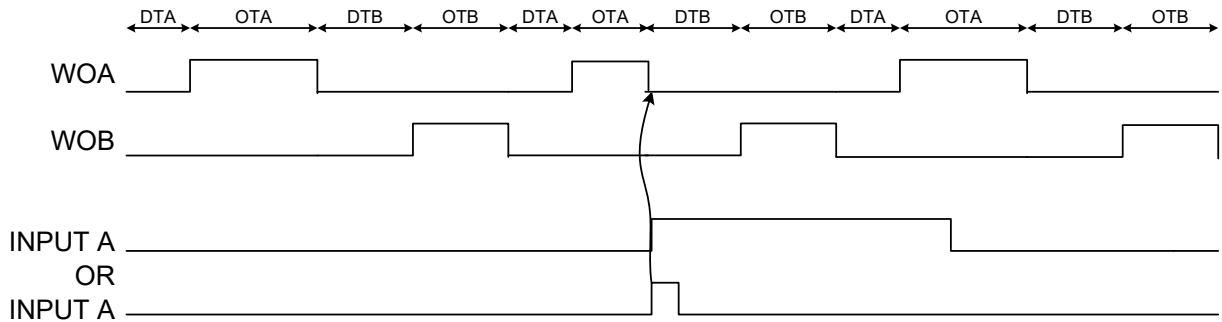 DTA OTA DTB OTB DTA OTA DTB OTB DTA OTA DTB OTB
WOA
WOB
INPUT A
OR
INPUT A